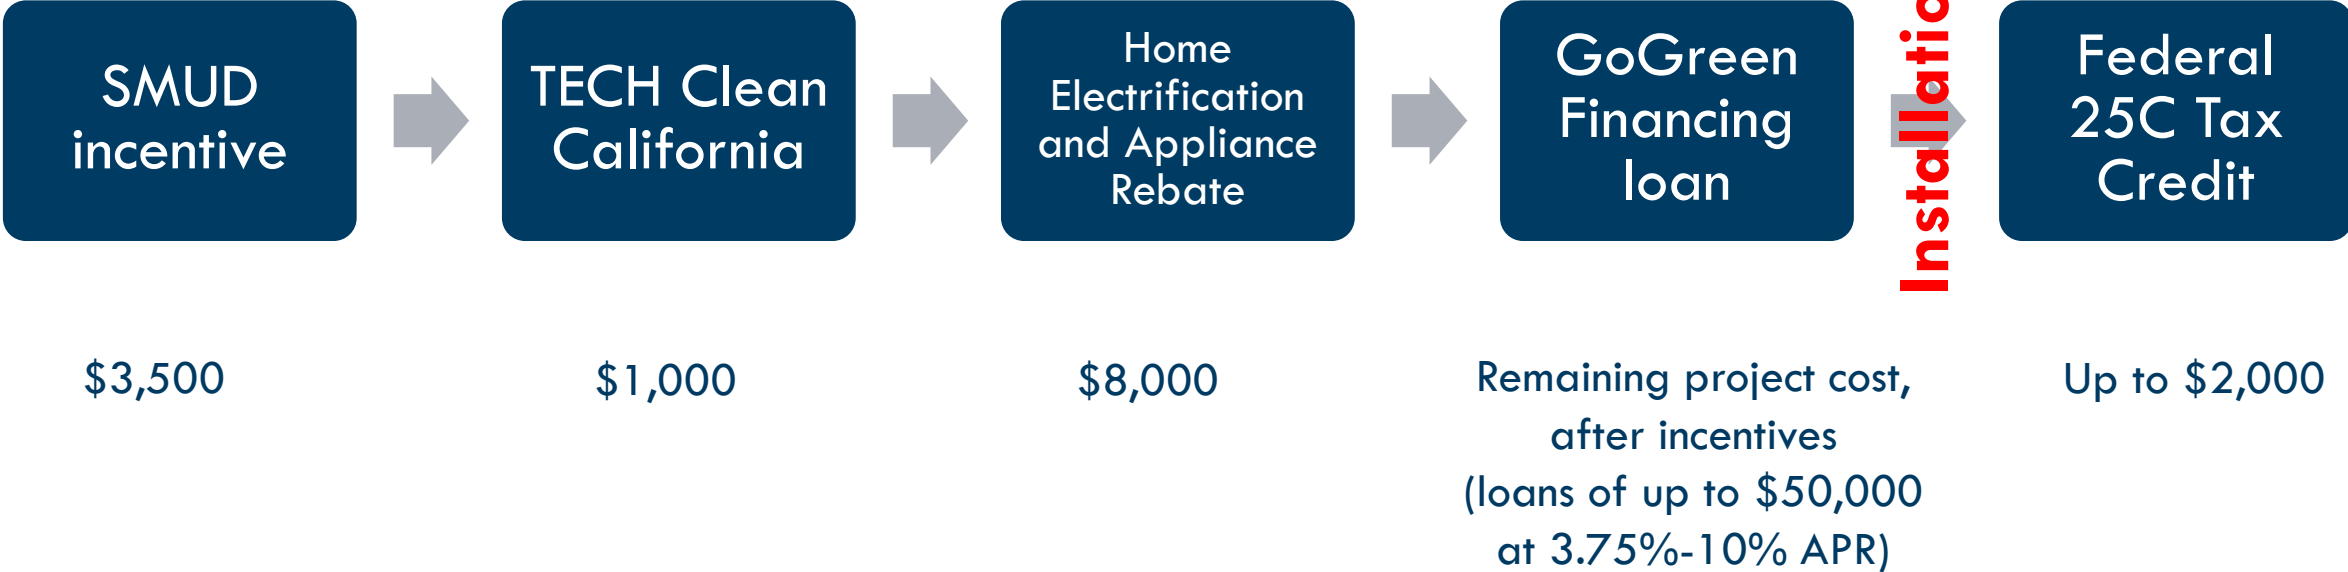 SMUD
incentive
TECH Clean
California
Home
Electrification
and Appliance
Rebate
GoGreen
Financing
loan
Installatio
Federal
25C Tax
Credit
$3,500
$1,000
$8,000
Remaining project cost,
after incentives
(loans of up to $50,000
at 3.75%-10% APR)
Up to $2,000